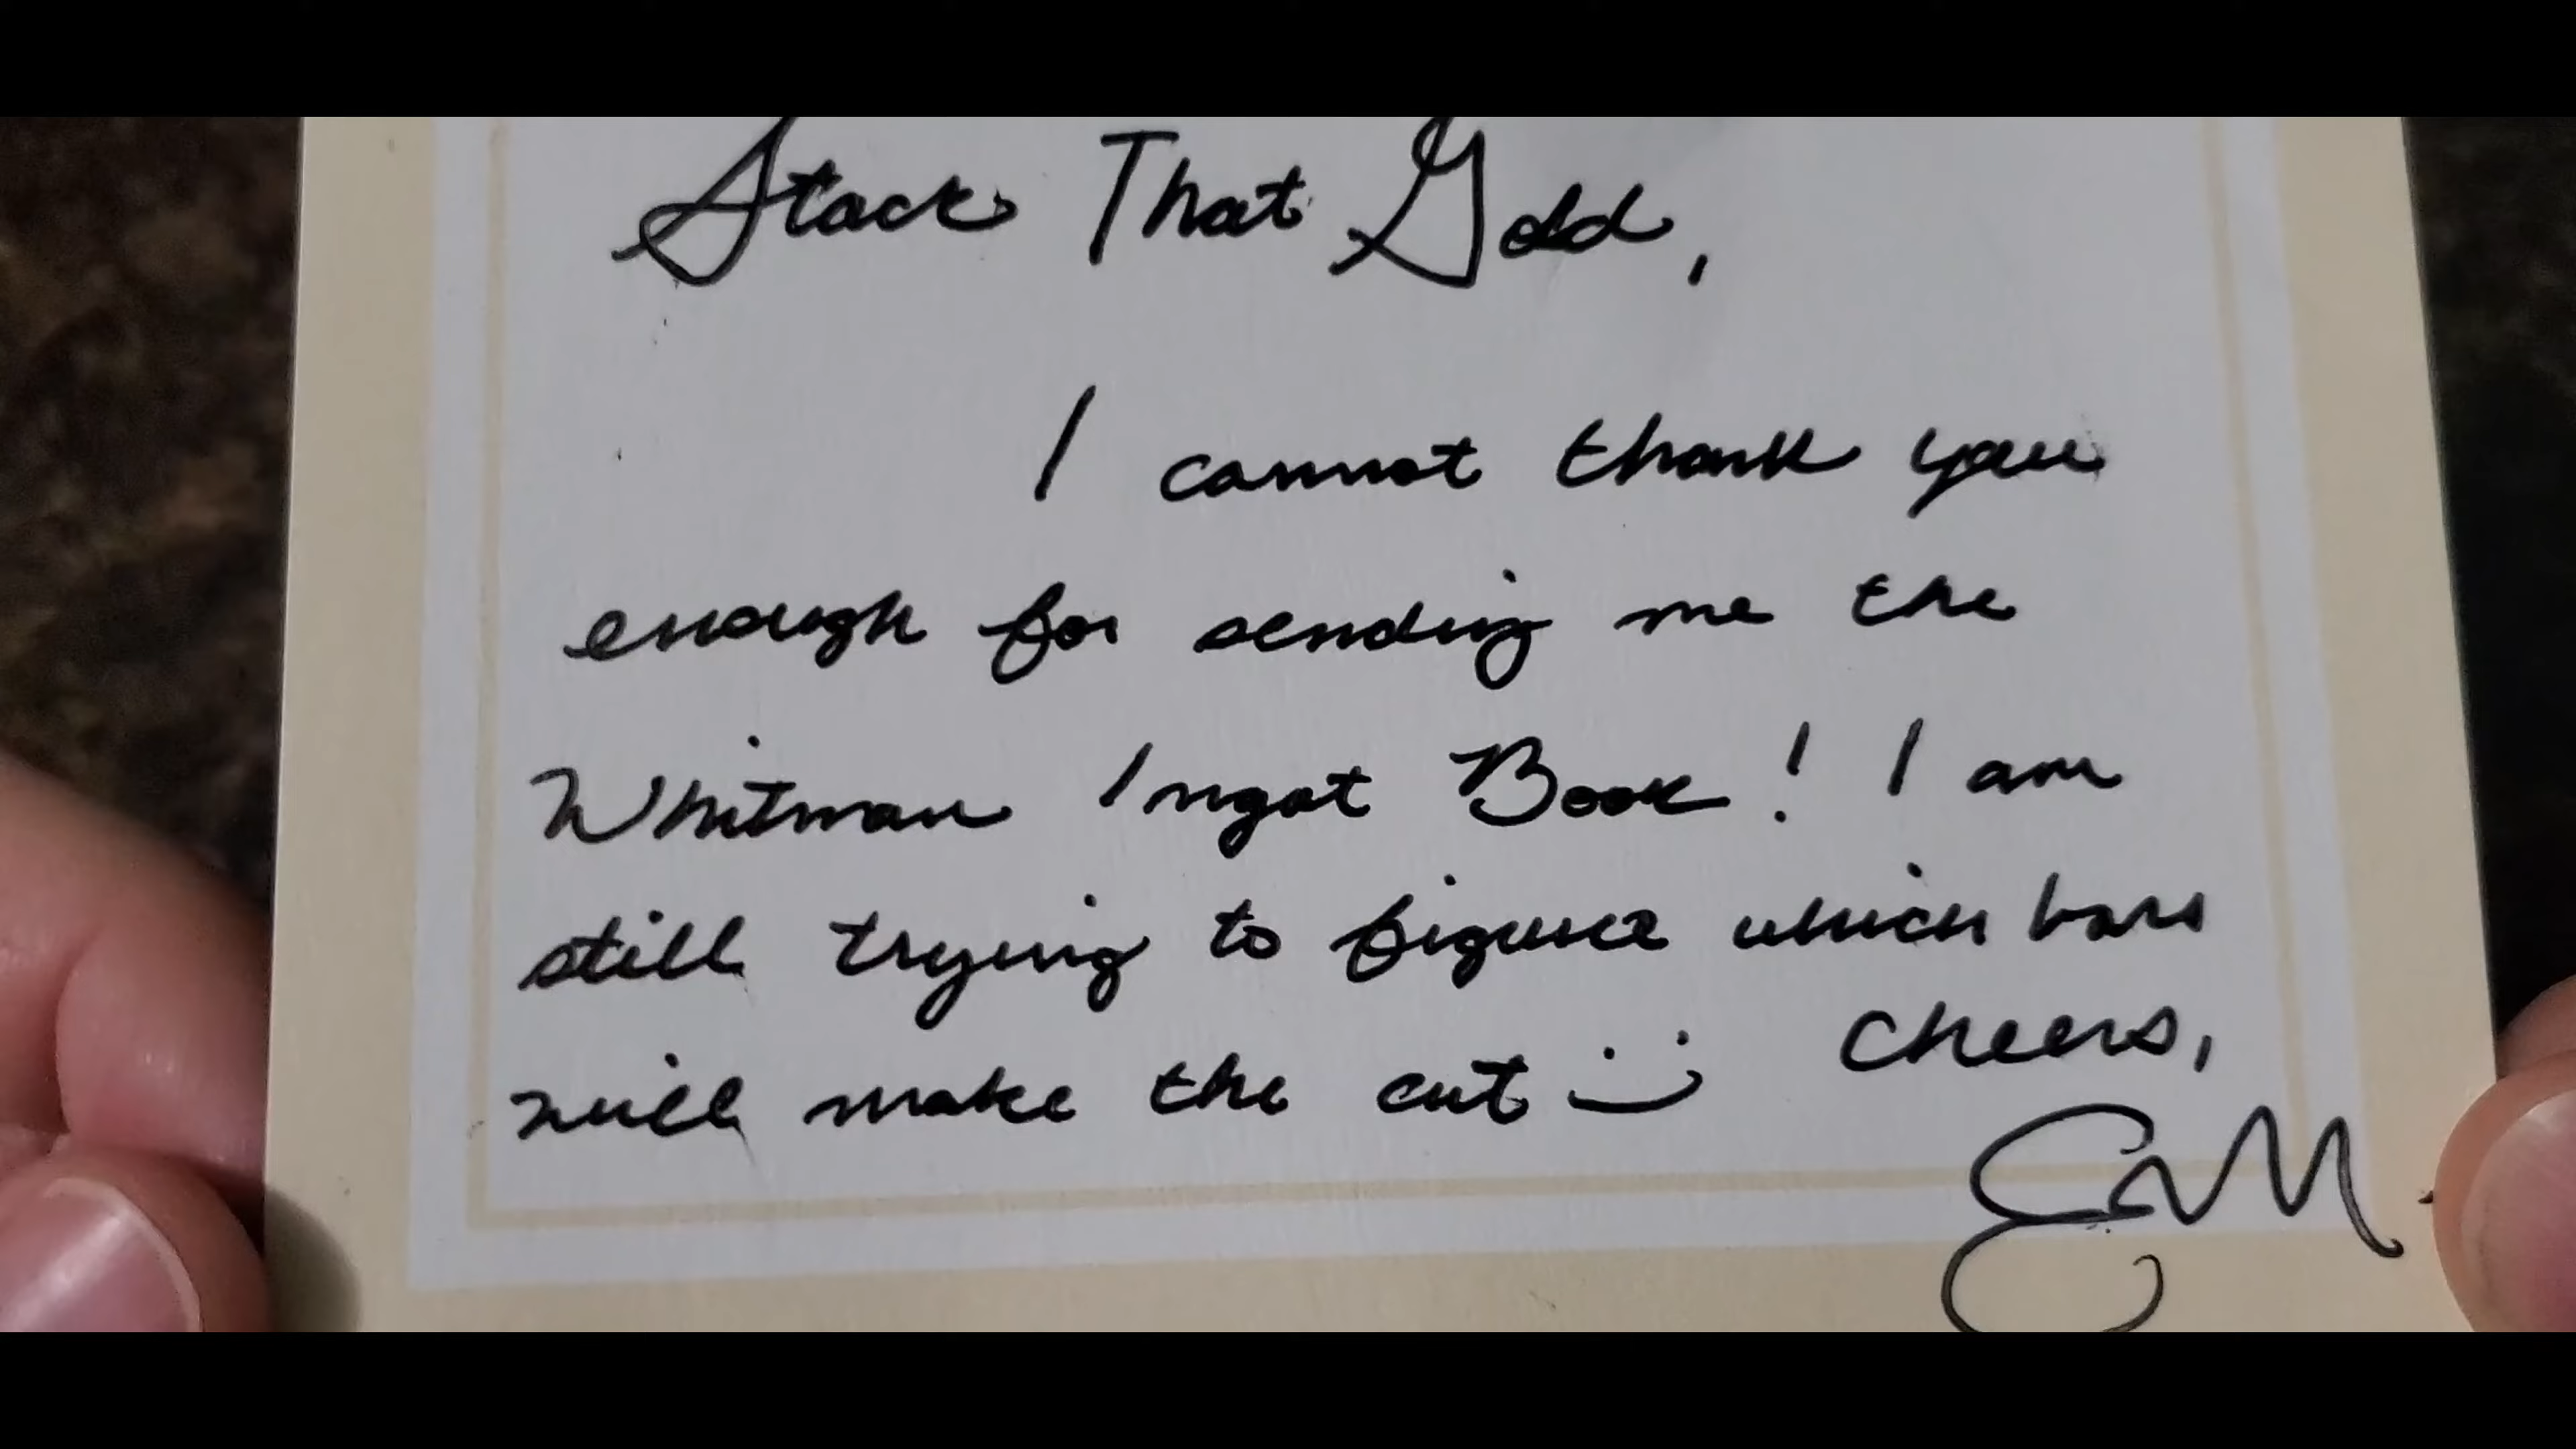 Stack That Gold,
I cannot thank you
enough for sending me the
Whitman Ingot Book! I am
still trying to figure which bars
will make the cut :)
Cheers,